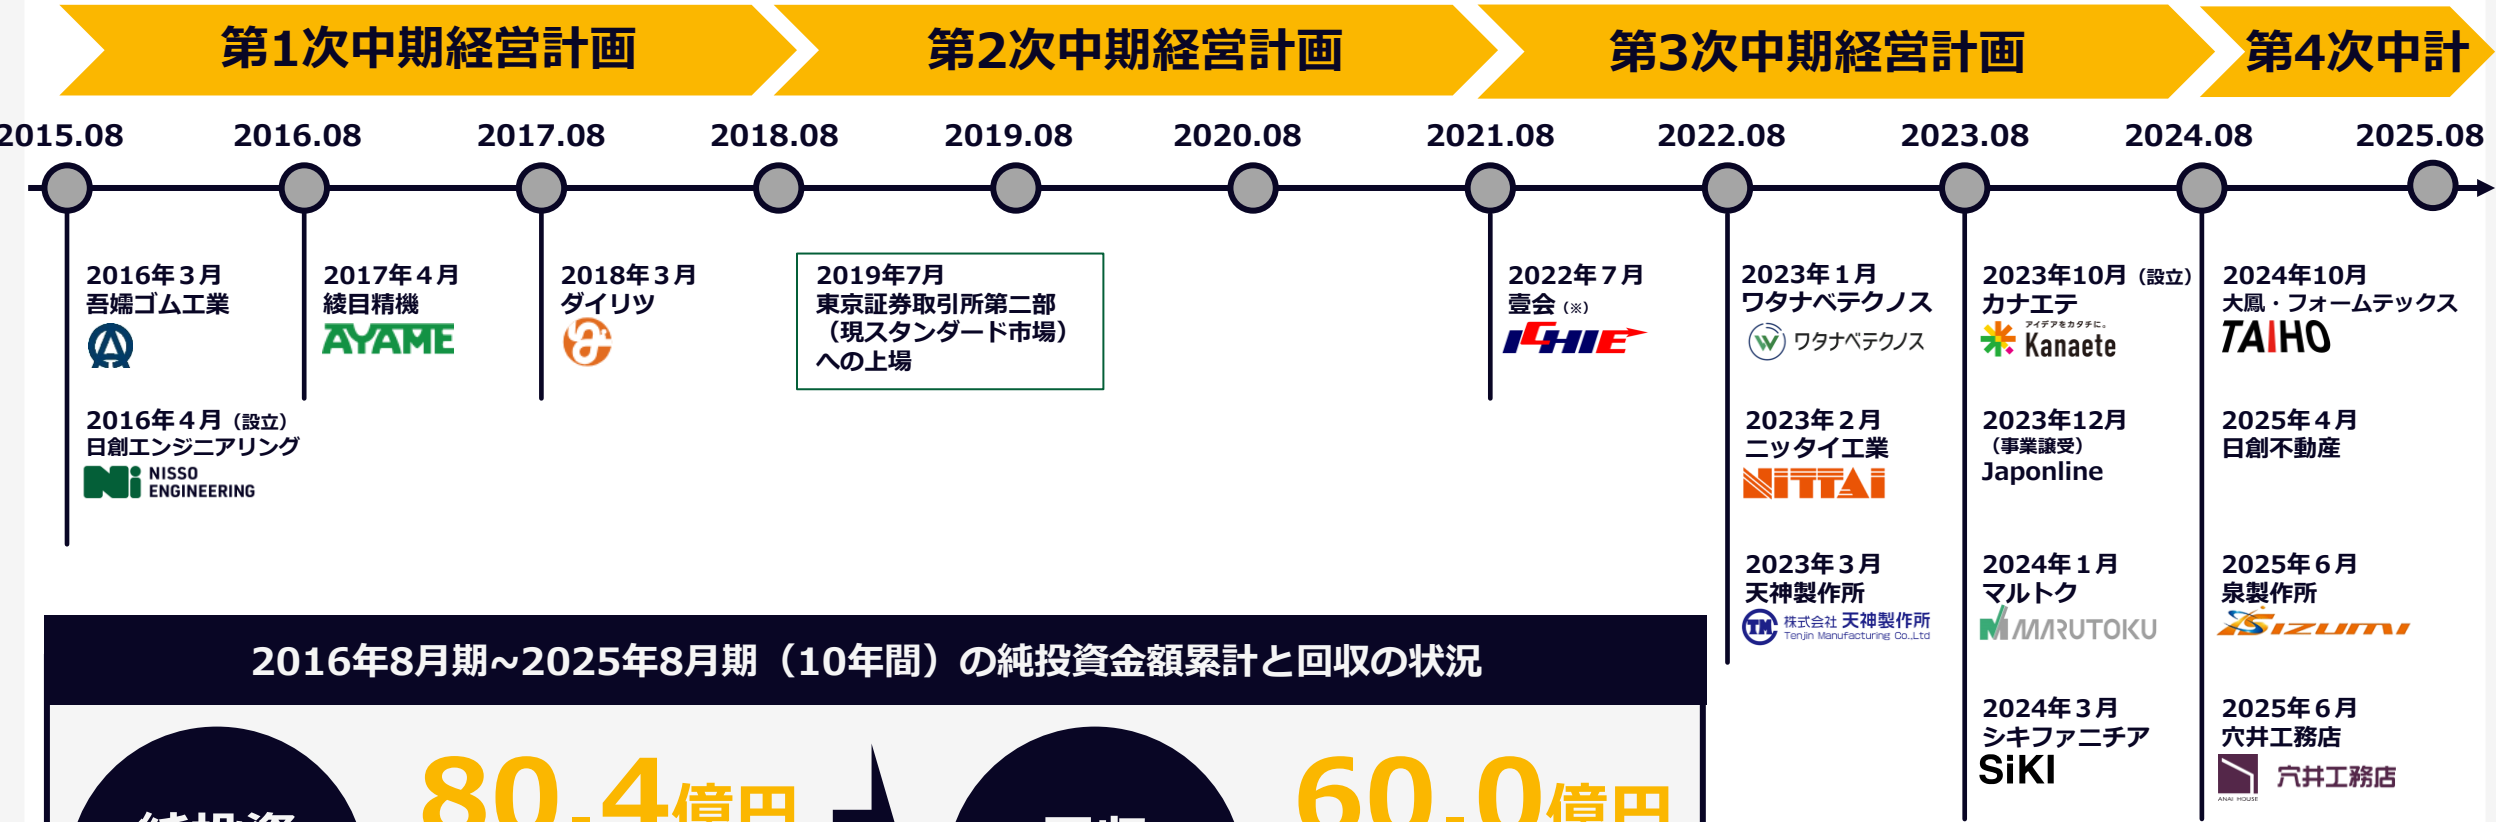 第1次中期経営計画
第2次中期経営計画
第3次中期経営計画
第4次中計
2015.08
2016.08
2017.08
2018.08
2019.08
2020.08
2021.08
2022.08
2023.08
2024.08
2025.08
2016年３月
吾嬬ゴム工業
2016年４月（設立）
日創エンジニアリング
Ni NISSO
ENGINEERING
2017年４月
綾目精機
AYAME
2018年３月
ダイリツ
2019年7月
東京証券取引所第二部
（現スタンダード市場）
への上場
2022年７月
壹会（※）
ICHIE
2023年１月
ワタナベテクノス
W ワタナベテクノス
2023年２月
ニッタイ工業
NiTTAi
2023年３月
天神製作所
TM 株式会社 天神製作所
Tenjin Manufacturing Co.,Ltd
2023年10月（設立）
カナエテ
アイデアをカタチに。
Kanaete
2023年12月
（事業譲受）
Japonline
2024年１月
マルトク
M MARUTOKU
2024年３月
シキファニチア
SiKI
2024年10月
大鳳・フォームテックス
TAIHO
2025年４月
日創不動産
2025年６月
泉製作所
IZUMI
2025年６月
穴井工務店
ANAI HOUSE
穴井工務店
2016年8月期~2025年8月期（10年間）の純投資金額累計と回収の状況
純投資
80.4億円
回収
60.0億円